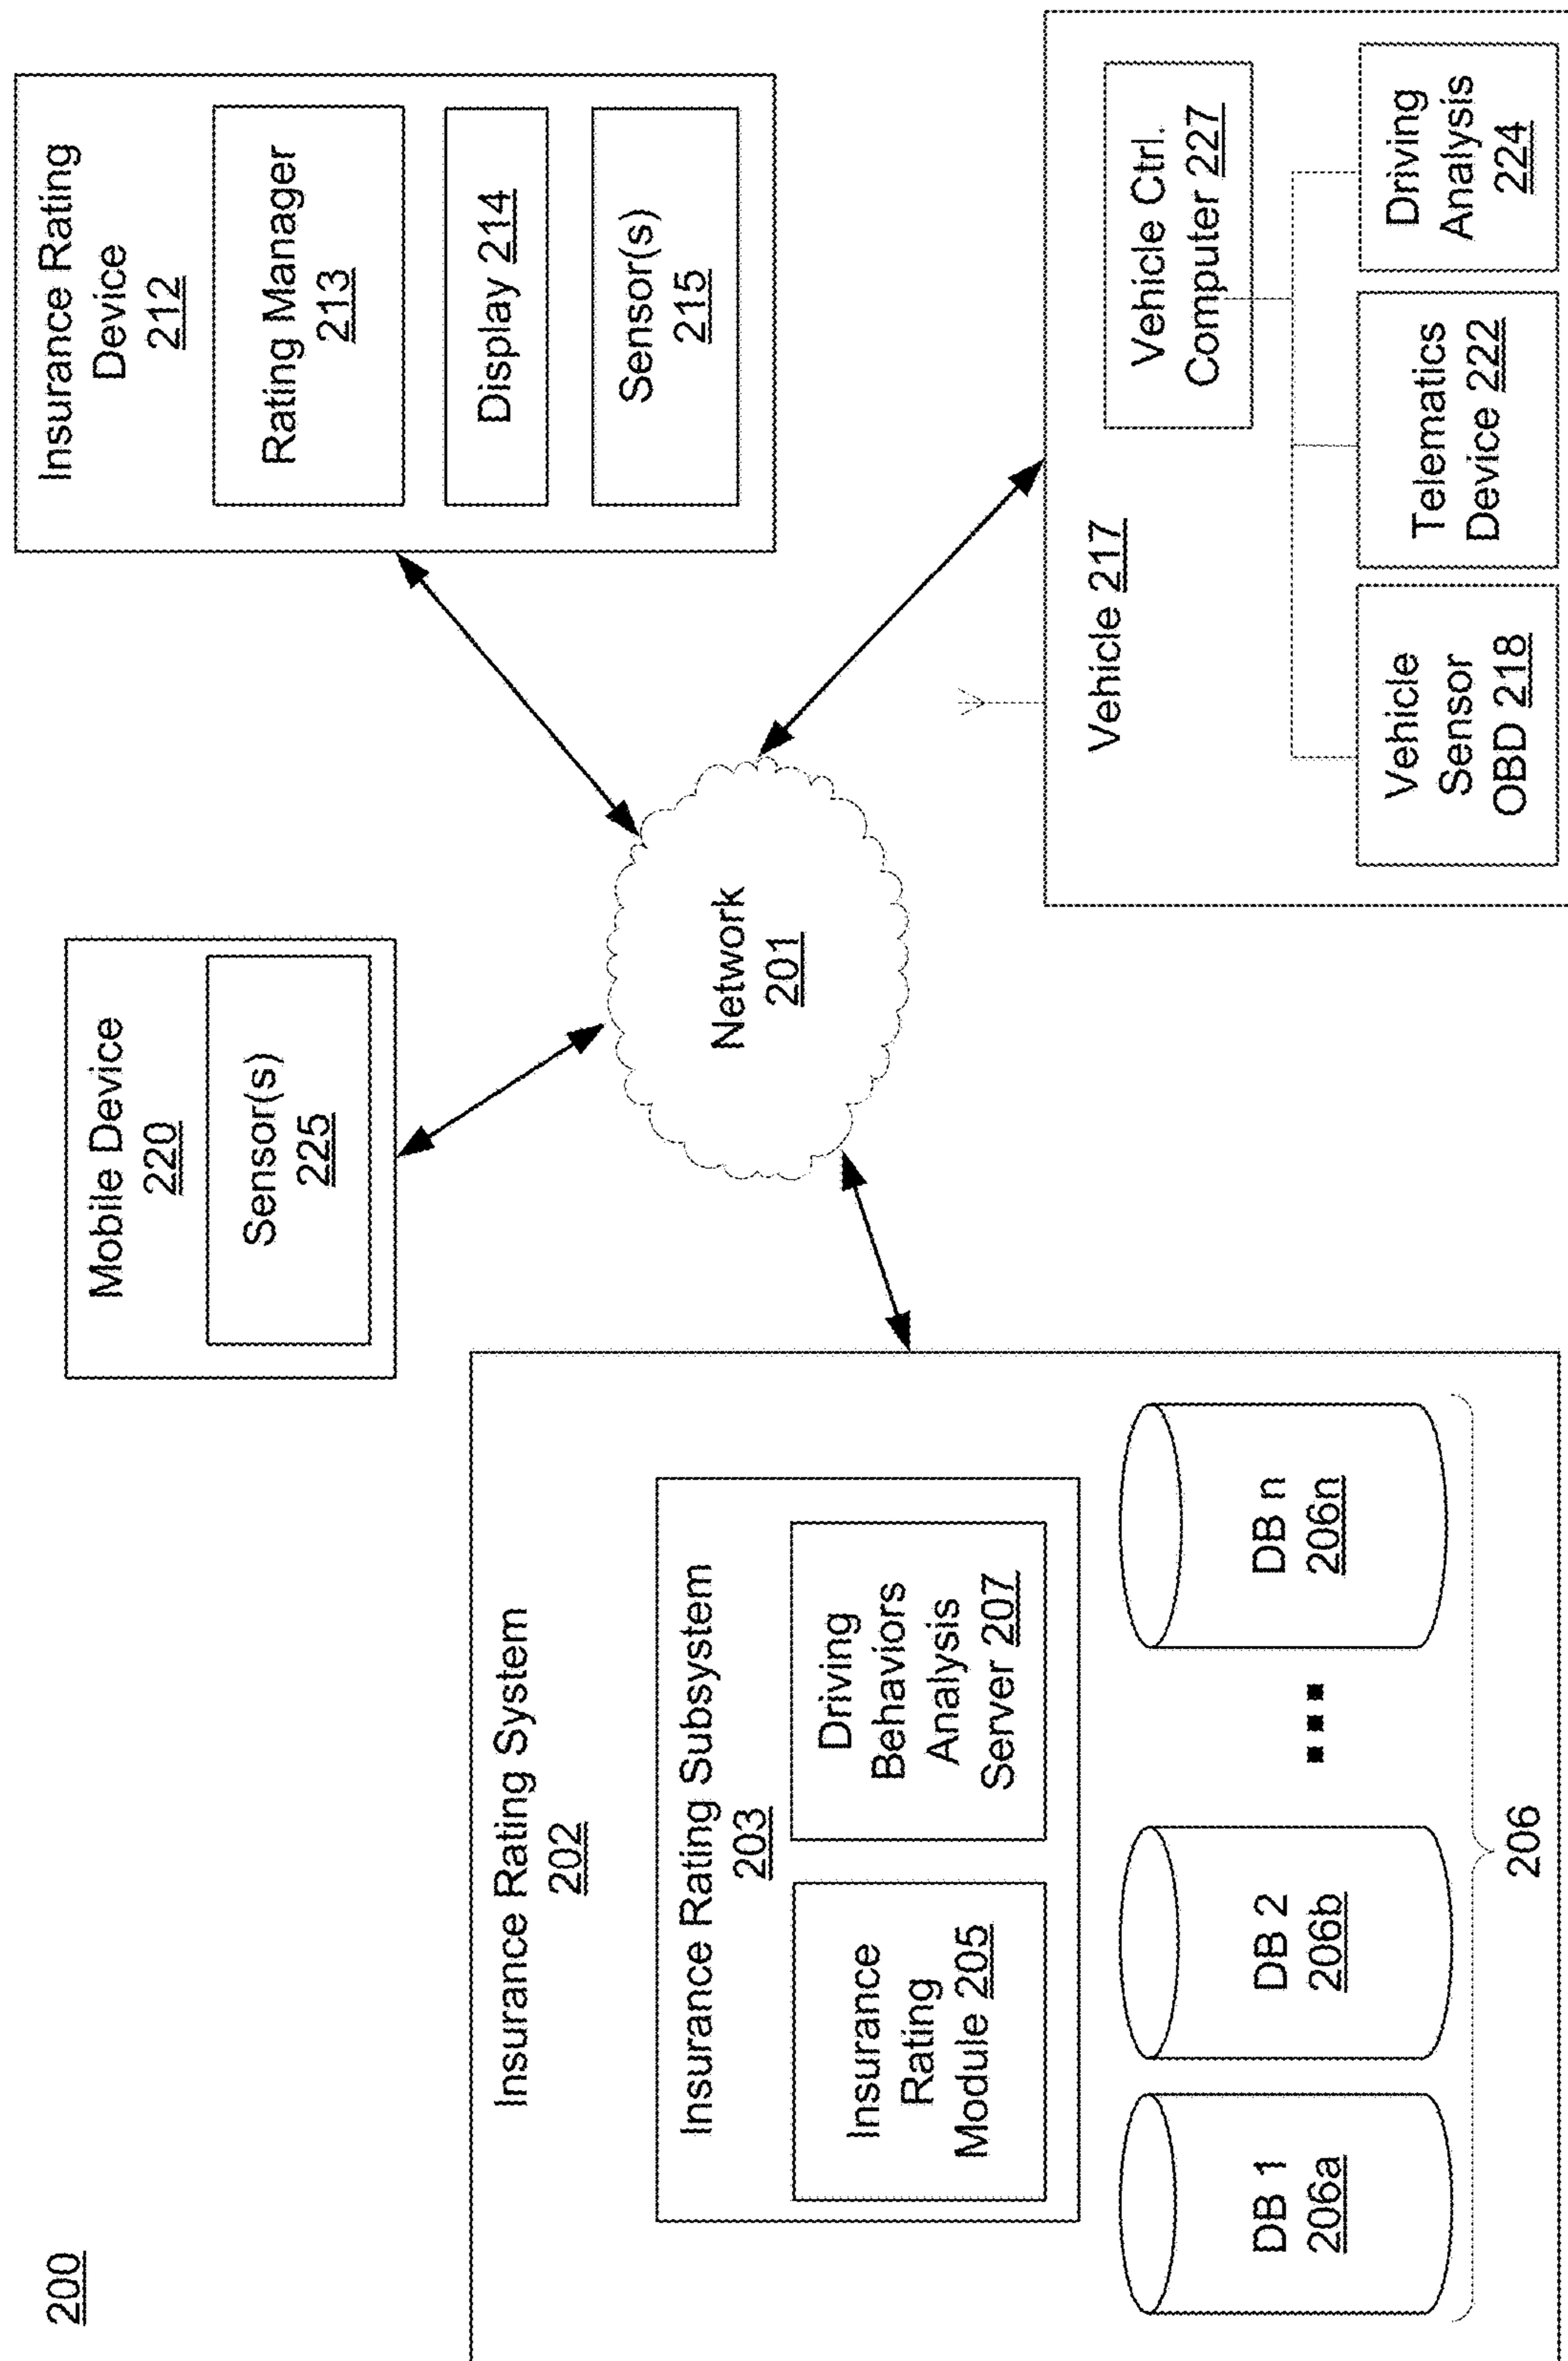 200
Insurance Rating System
202
Insurance Rating Subsystem
203
Insurance
Rating
Module 205
Driving
Behaviors
Analysis
Server 207
DB 1
206a
DB 2
206b
DB n
206n
206
Mobile Device
220
Sensor(s)
225
Network
201
Insurance Rating
Device
212
Rating Manager
213
Display 214
Sensor(s)
215
Vehicle 217
Vehicle Ctrl.
Computer 227
Vehicle
Sensor
OBD 218
Telematics
Device 222
Driving
Analysis
224